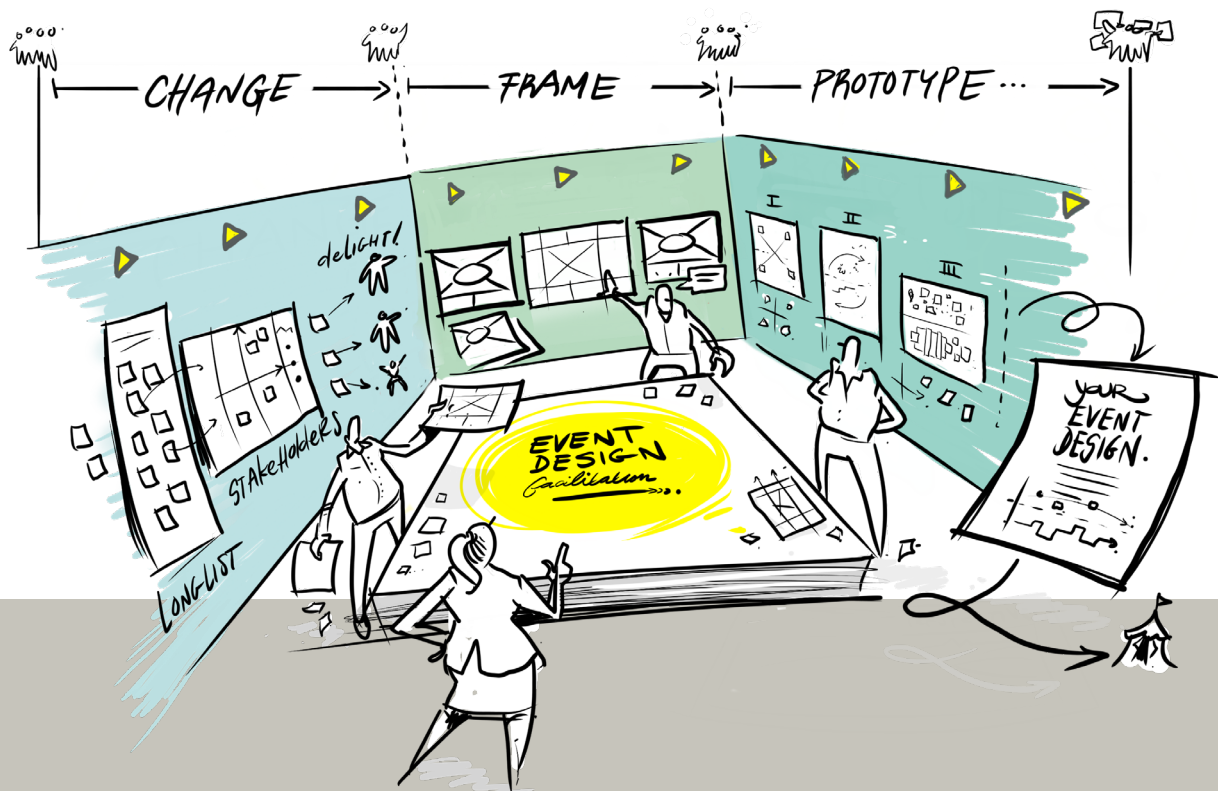 CHANGE
FRAME
PROTOTYPE...
deLIGHT!
STAKeHoLdeRS
LONGLIST
I
II
III
EVENT
DESIGN
facilitation
your
EVENT
DESIGN.